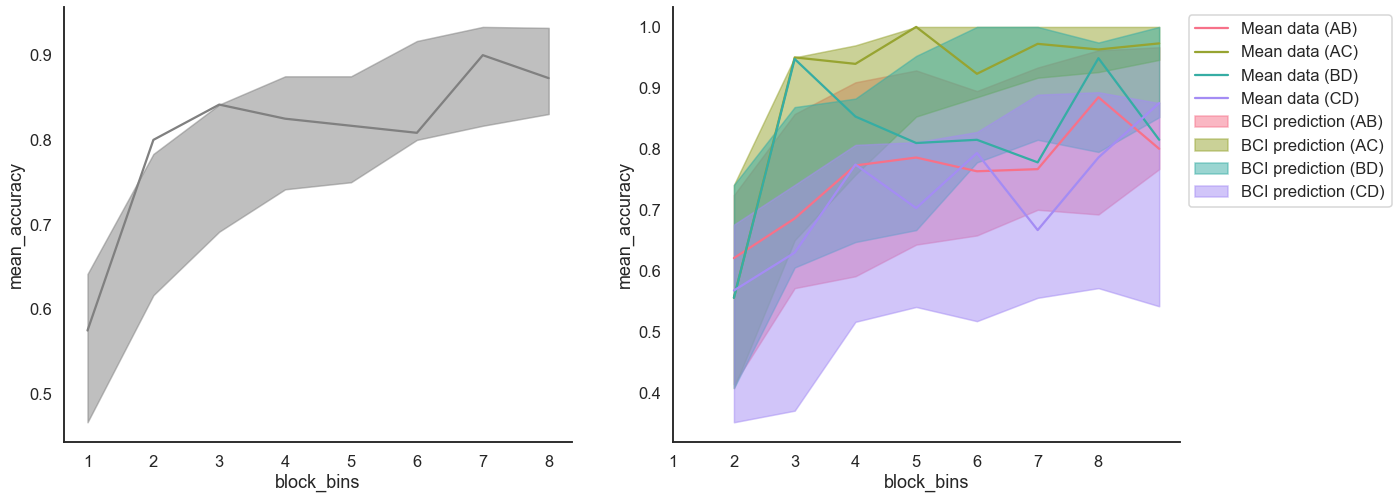 mean_accuracy
0.9
0.8
0.7
0.6
0.5
1 2 3 4 5 6 7 8
block_bins
mean_accuracy
1.0
0.9
0.8
0.7
0.6
0.5
0.4
1 2 3 4 5 6 7 8
block_bins
Mean data (AB)
Mean data (AC)
Mean data (BD)
Mean data (CD)
BCI prediction (AB)
BCI prediction (AC)
BCI prediction (BD)
BCI prediction (CD)